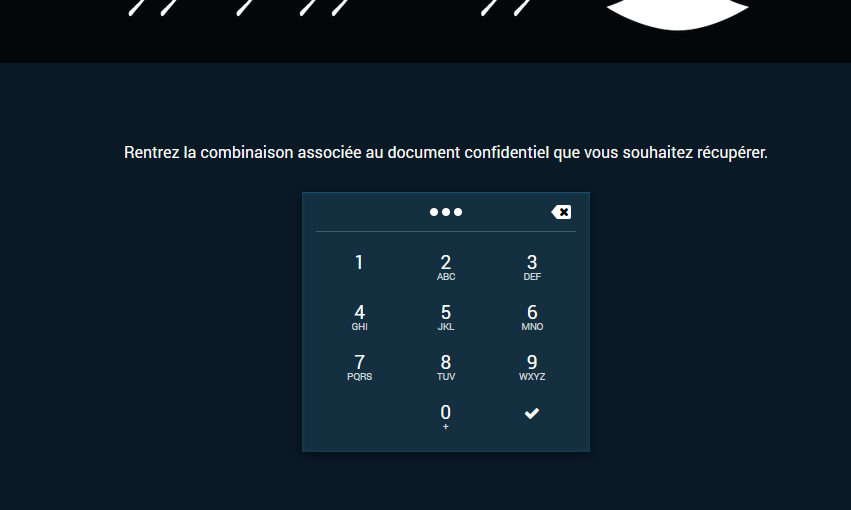 Rentrez la combinaison associée au document confidentiel que vous souhaitez récupérer.
1 2 3
ABC DEF
4 5 6
GHI JKL MNO
7 8 9
PQRS TUV WXYZ
0
+